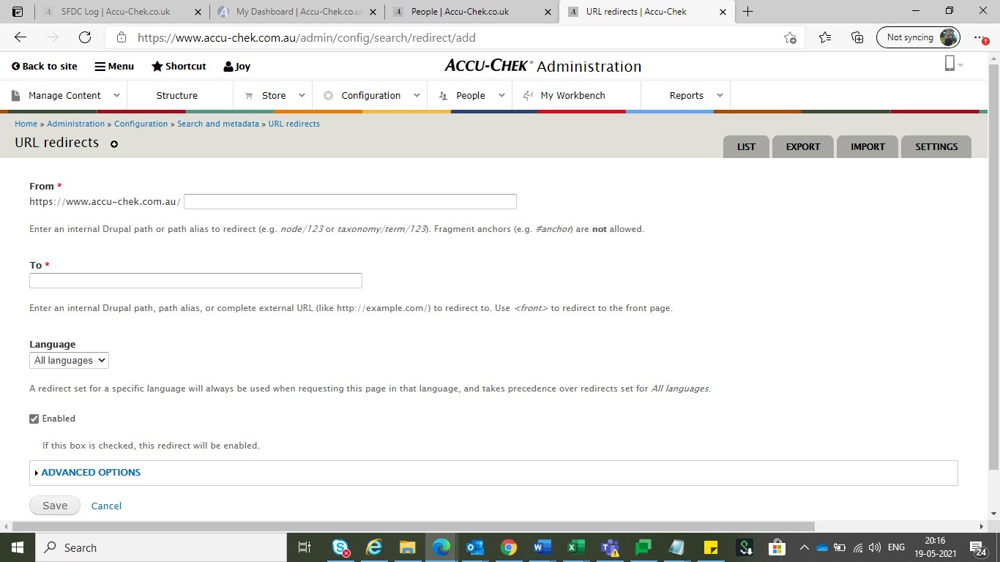 SFDC Log | Accu-Chek.co.uk
My Dashboard | Accu-Chek.co.uk
People | Accu-Chek.co.uk
URL redirects | Accu-Chek
https://www.accu-chek.com.au/admin/config/search/redirect/add
Not syncing
Back to site Menu Shortcut Joy
ACCU-CHEK® Administration
Manage Content Structure Store Configuration People My Workbench Reports
Home » Administration » Configuration » Search and metadata » URL redirects
URL redirects
LIST EXPORT IMPORT SETTINGS
From *
https://www.accu-chek.com.au/
Enter an internal Drupal path or path alias to redirect (e.g. node/123 or taxonomy/term/123). Fragment anchors (e.g. #anchor) are not allowed.
To *
Enter an internal Drupal path, path alias, or complete external URL (like http://example.com/) to redirect to. Use <front> to redirect to the front page.
Language
All languages
A redirect set for a specific language will always be used when requesting this page in that language, and takes precedence over redirects set for All languages.
Enabled
If this box is checked, this redirect will be enabled.
ADVANCED OPTIONS
Save Cancel
Search
ENG
20:16
19-05-2021
24